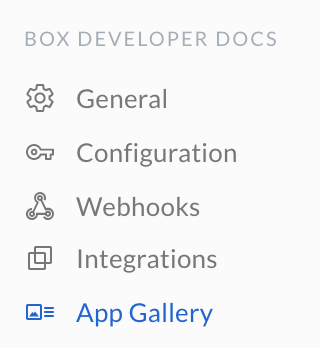 BOX DEVELOPER DOCS
General
Configuration
Webhooks
Integrations
App Gallery